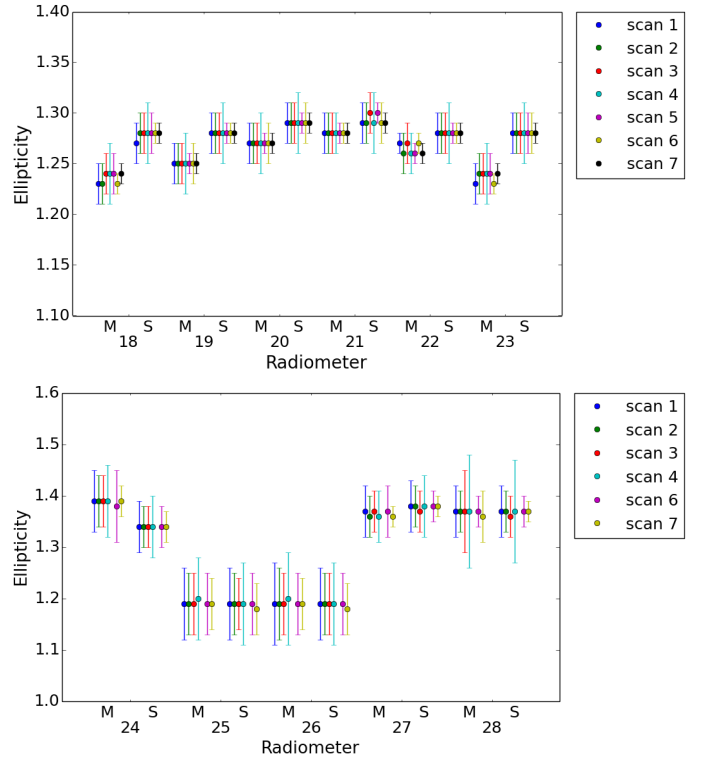 1.40
1.35
1.30
1.25
1.20
1.15
1.10
Ellipticity
M S M S M S M S M S M S
18 19 20 21 22 23
Radiometer
scan 1
scan 2
scan 3
scan 4
scan 5
scan 6
scan 7
1.6
1.5
1.4
1.3
1.2
1.1
1.0
Ellipticity
M S M S M S M S M S
24 25 26 27 28
Radiometer
scan 1
scan 2
scan 3
scan 4
scan 6
scan 7